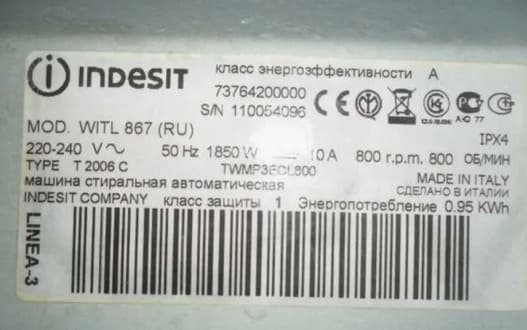 indesit
класс энергоэффективности А
73764200000
S/N 110054096
MOD. WITL 867 (RU)
IPX4
220-240 V 50 Hz 1850 W 10 A 800 r.p.m. 800 ОБ/МИН
TYPE T 2006 C TWMP3ECL800
MADE IN ITALY
машина стиральная автоматическая СДЕЛАНО В ИТАЛИИ
INDESIT COMPANY класс защиты 1 Энергопотребление 0.95 KWh
LINEA-3